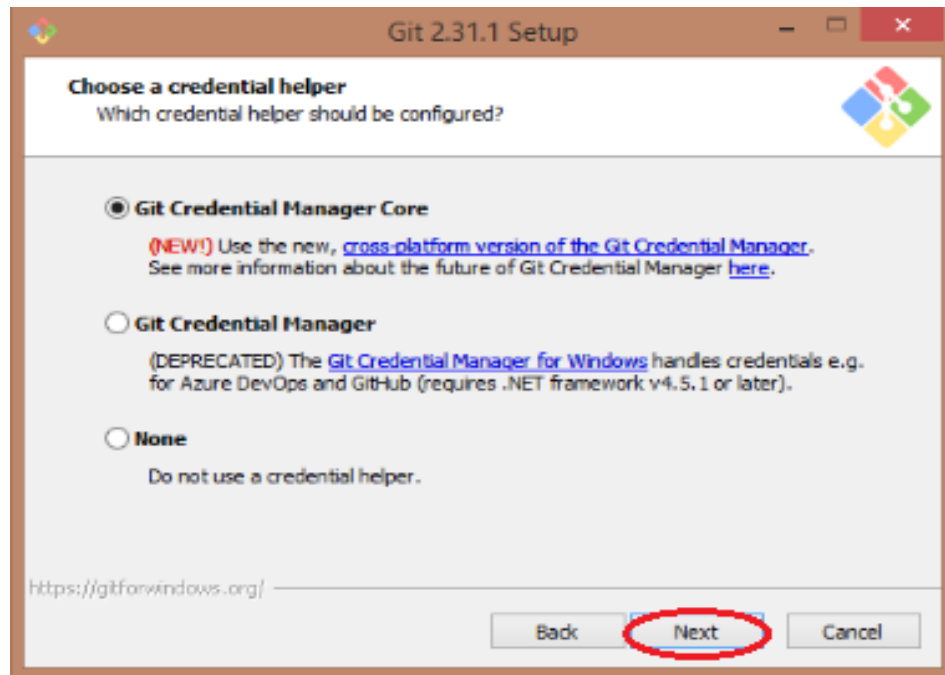 Git 2.31.1 Setup
Choose a credential helper
Which credential helper should be configured?
Git Credential Manager Core
(NEW!) Use the new, cross-platform version of the Git Credential Manager.
See more information about the future of Git Credential Manager here.
Git Credential Manager
(DEPRECATED) The Git Credential Manager for Windows handles credentials e.g.
for Azure DevOps and GitHub (requires .NET framework v4.5.1 or later).
None
Do not use a credential helper.
https://gitforwindows.org/
Back Next Cancel